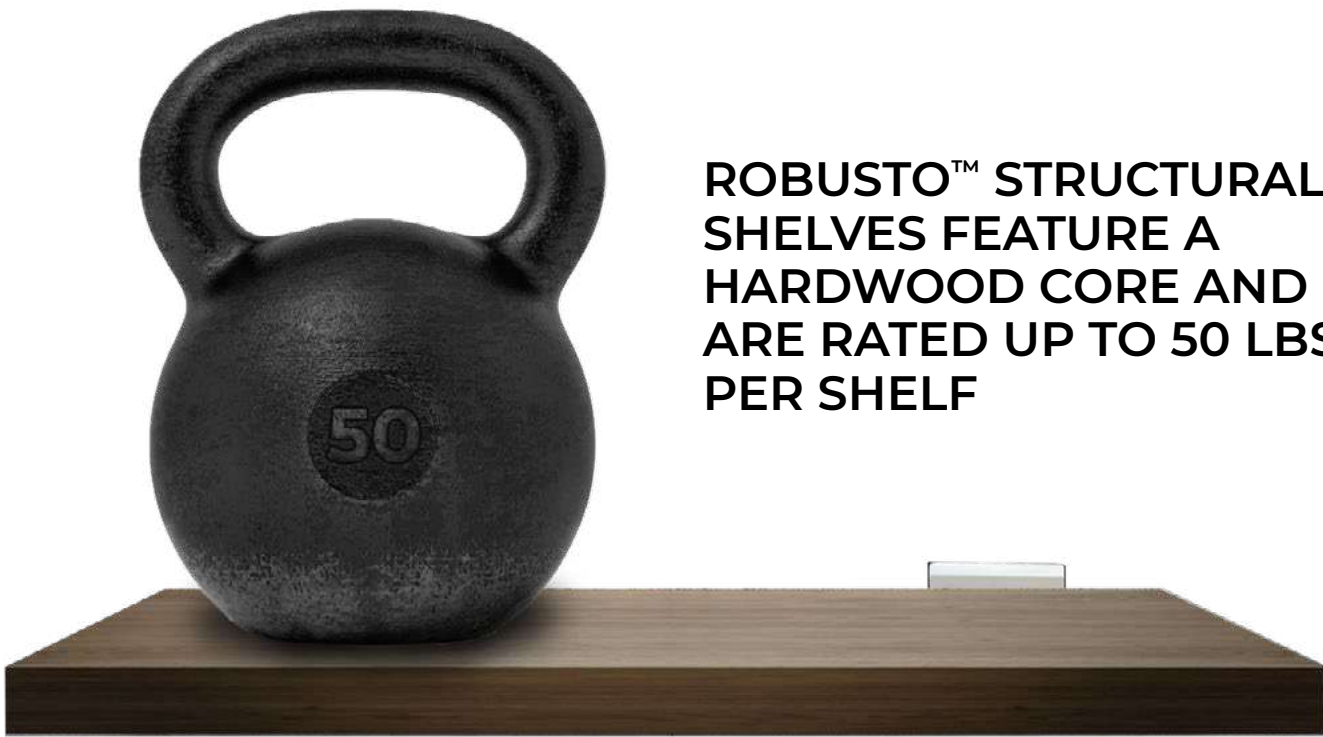 ROBUSTO™ STRUCTURAL
SHELVES FEATURE A
HARDWOOD CORE AND
ARE RATED UP TO 50 LBS
PER SHELF
50